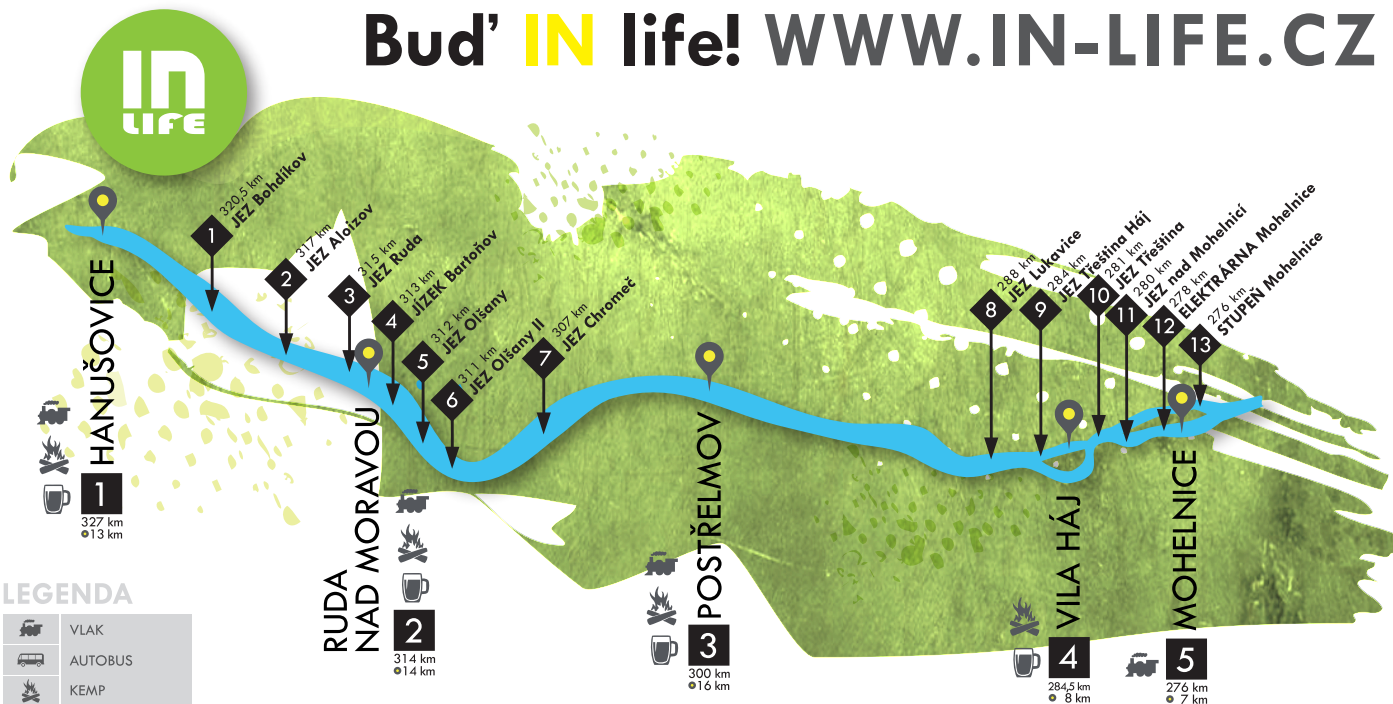 Buď IN life! WWW.IN-LIFE.CZ
IN
LIFE
1
320,5 km
JEZ Bohdíkov
2
317 km
JEZ Aloizov
3
315 km
JEZ Ruda
4
313 km
JÍZEK Bartoňov
5
312 km
JEZ Olšany
6
311 km
JEZ Olšany II
7
307 km
JEZ Chromeč
8
288 km
JEZ Lukavice
9
284 km
JEZ Třeština Háj
10
281 km
JEZ Třeština
11
280 km
JEZ nad Mohelnicí
12
278 km
ELEKTRÁRNA Mohelnice
13
276 km
STUPEŇ Mohelnice
HANUŠOVICE
1
327 km
13 km
RUDA
NAD MORAVOU
2
314 km
14 km
POSTŘELMOV
3
300 km
16 km
VILA HÁJ
4
284,5 km
8 km
MOHELNICE
5
276 km
7 km
LEGENDA
VLAK
AUTOBUS
KEMP